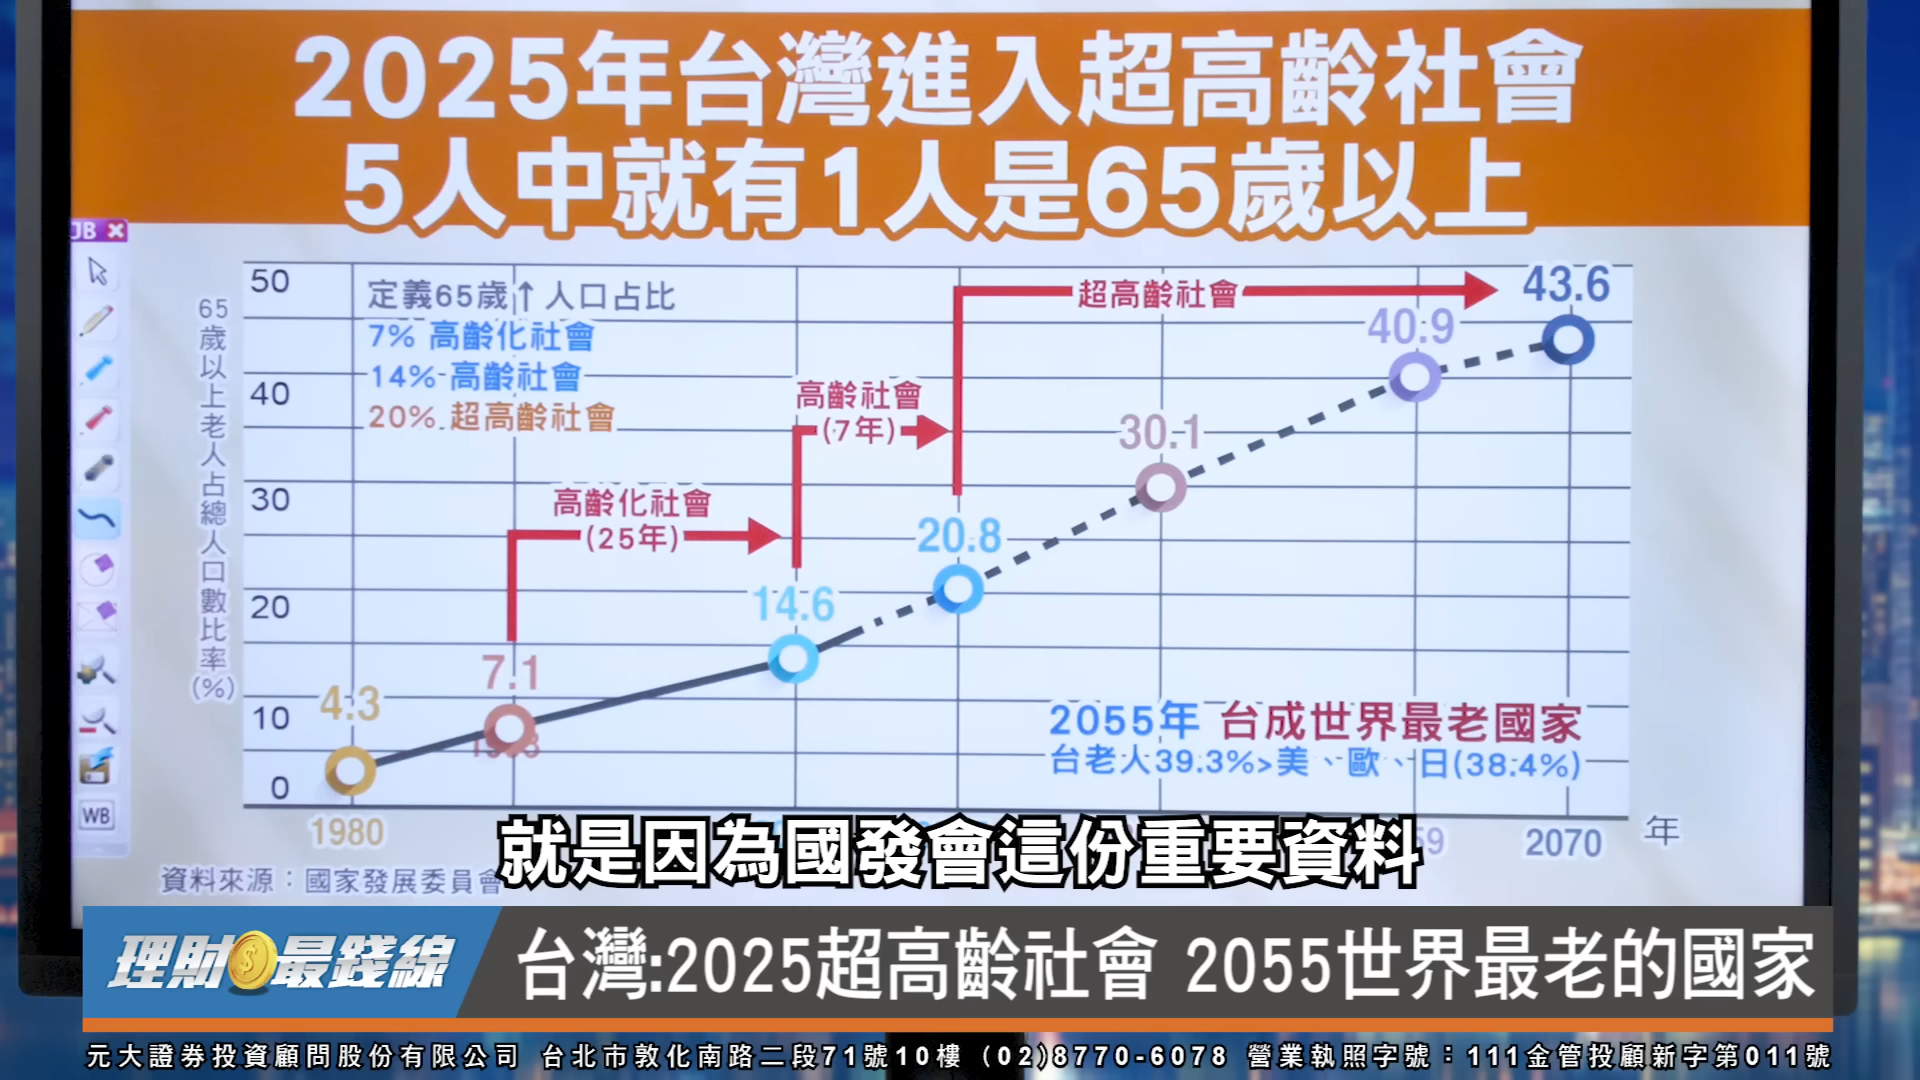 2025年台灣進入超高齡社會
5人中就有1人是65歲以上
JB
65歲以上老人占總人口數比率(%)
50
40
30
20
10
0
定義65歲↑人口占比
7% 高齡化社會
14% 高齡社會
20% 超高齡社會
高齡化社會
(25年)
高齡社會
(7年)
超高齡社會
4.3
7.1
14.6
20.8
30.1
40.9
43.6
2055年 台成世界最老國家
台老人39.3%>美、歐、日(38.4%)
WB
1980
2070
年
資料來源：國家發展委員會
就是因為國發會這份重要資料
理財最錢線
台灣:2025超高齡社會 2055世界最老的國家
元大證券投資顧問股份有限公司 台北市敦化南路二段71號10樓 (02)8770-6078 營業執照字號：111金管投顧新字第011號